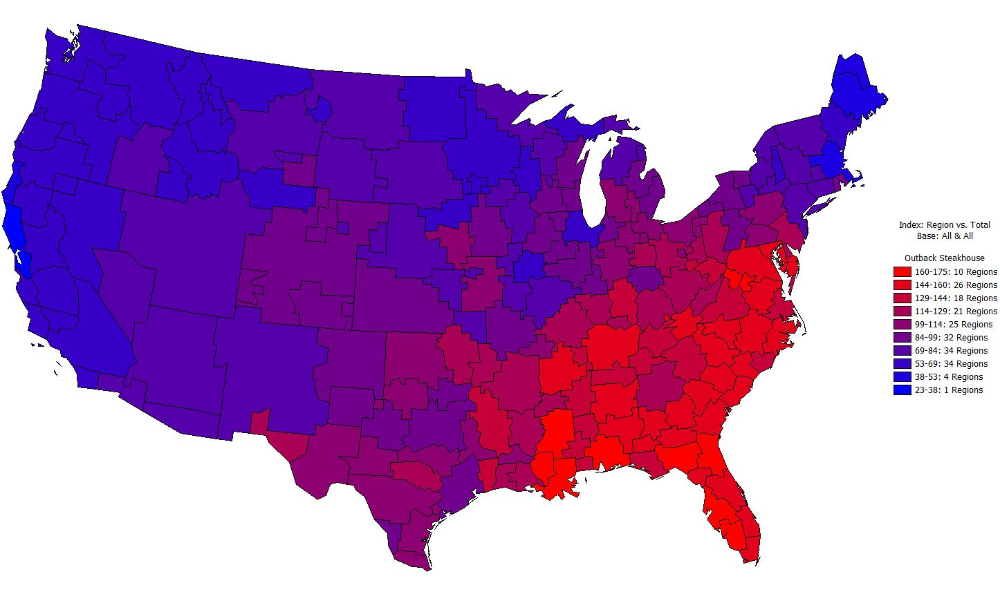 Index: Region vs. Total
Base: All & All
Outback Steakhouse
160-175: 10 Regions
144-160: 26 Regions
129-144: 18 Regions
114-129: 21 Regions
99-114: 25 Regions
84-99: 32 Regions
69-84: 34 Regions
53-69: 34 Regions
38-53: 4 Regions
23-38: 1 Regions